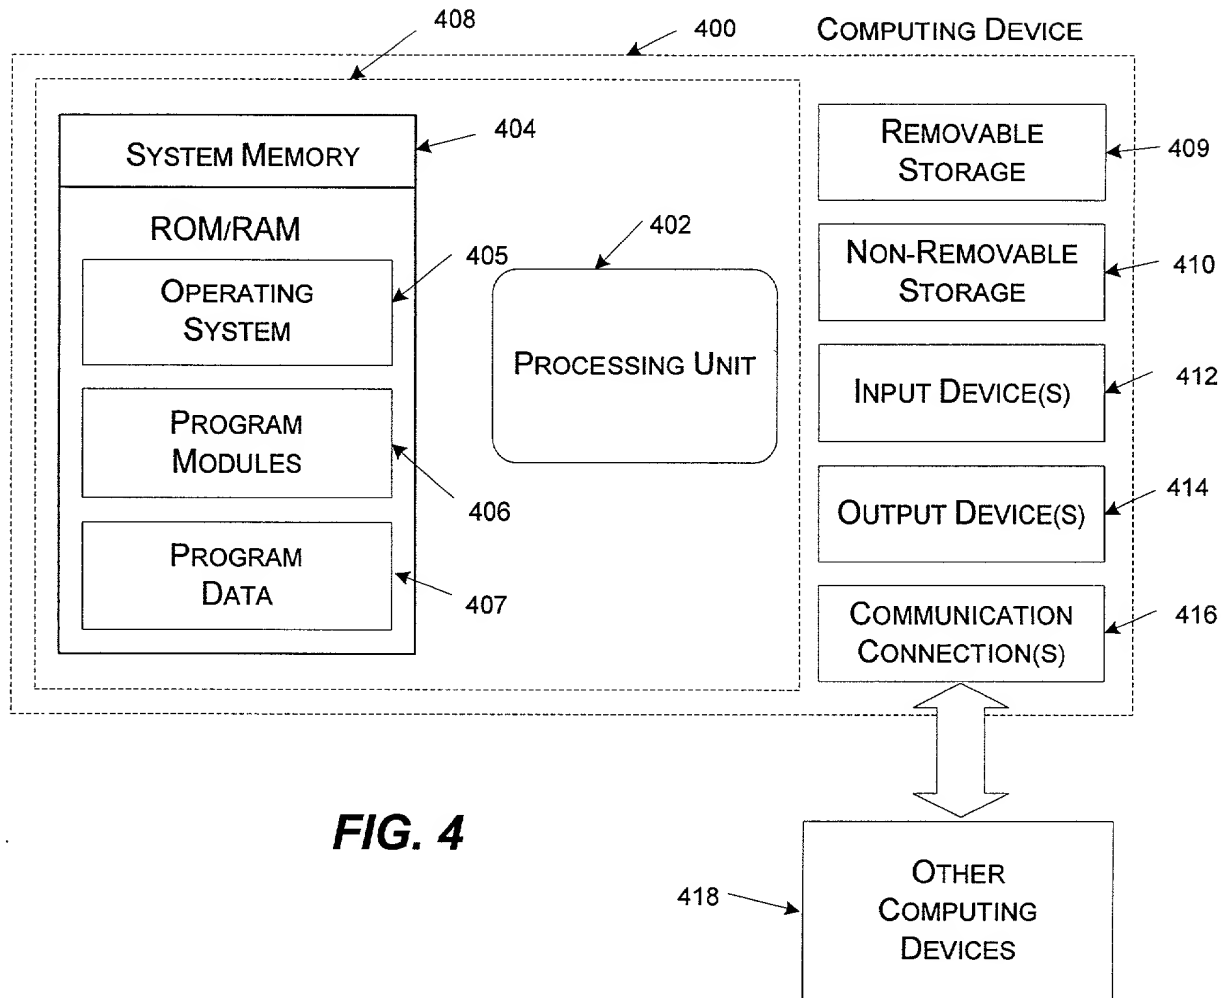 408
400
COMPUTING DEVICE
404
SYSTEM MEMORY
ROM/RAM
405
OPERATING
SYSTEM
PROGRAM
MODULES
406
PROGRAM
DATA
407
402
PROCESSING UNIT
REMOVABLE
STORAGE
409
NON-REMOVABLE
STORAGE
410
INPUT DEVICE(S)
412
OUTPUT DEVICE(S)
414
COMMUNICATION
CONNECTION(S)
416
FIG. 4
418
OTHER
COMPUTING
DEVICES